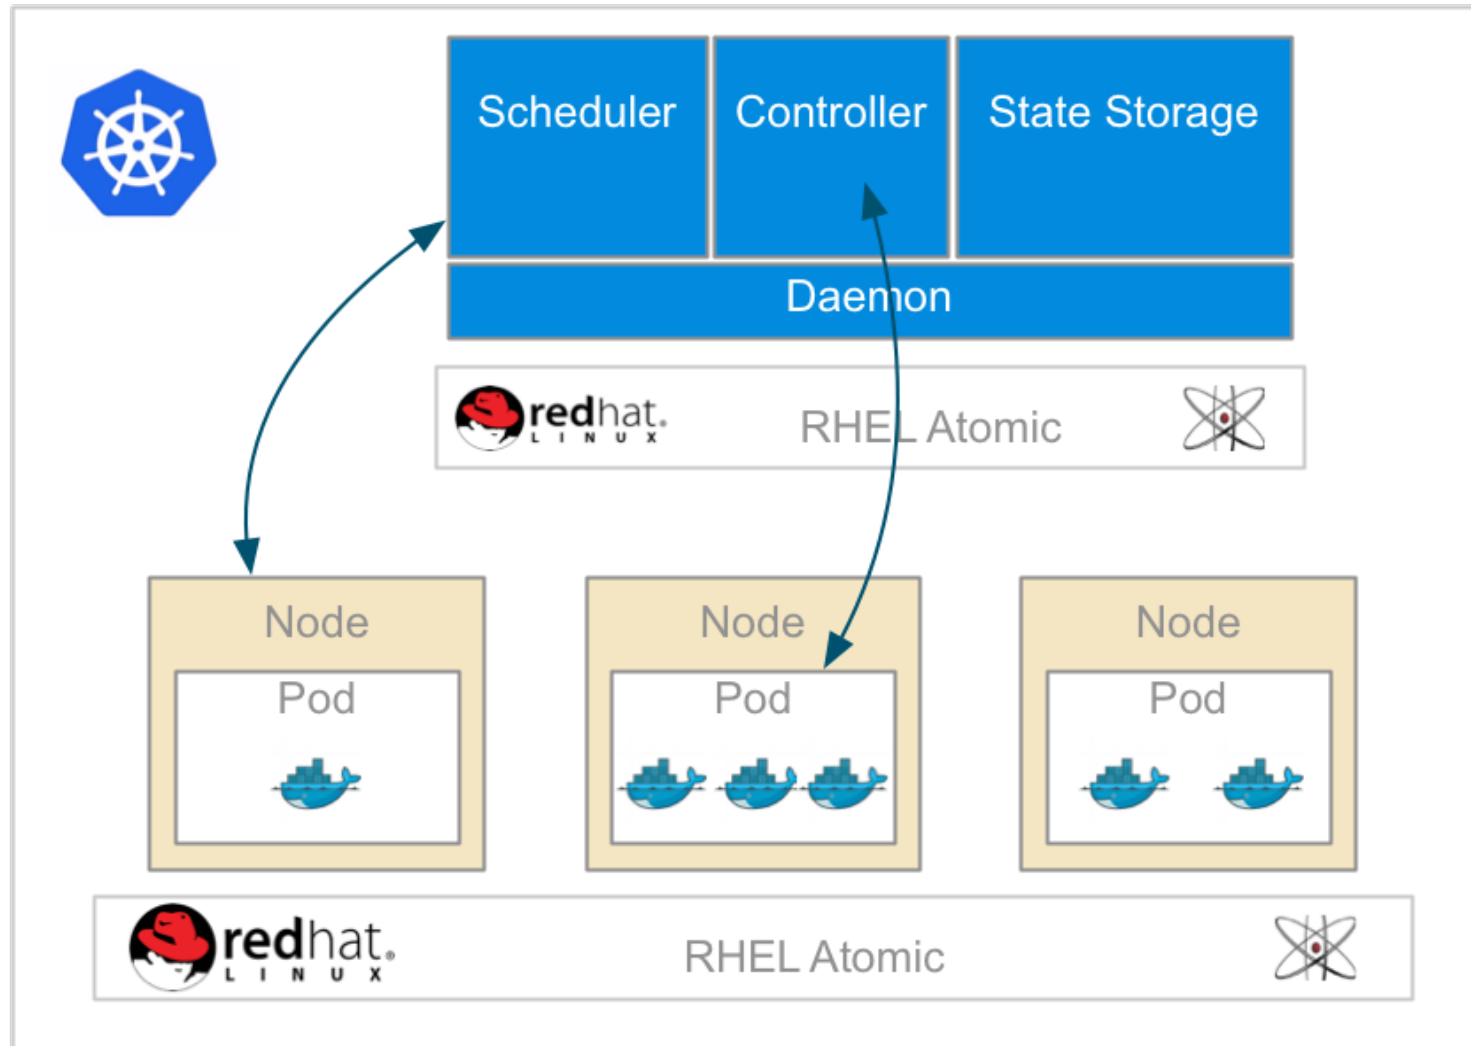 Scheduler
Controller
State Storage
Daemon
redhat.
LINUX
RHEL Atomic
Node
Node
Node
Pod
Pod
Pod
redhat.
LINUX
RHEL Atomic